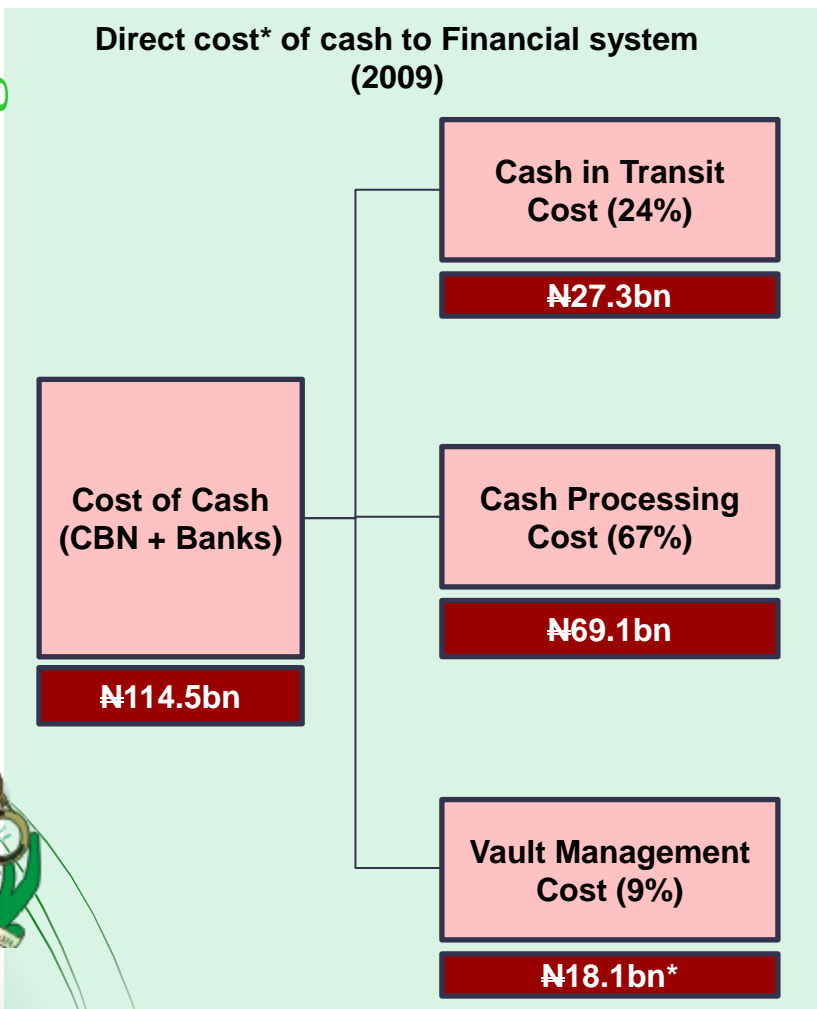 Direct cost* of cash to Financial system
(2009)
Cash in Transit
Cost (24%)
₦27.3bn
Cost of Cash
(CBN + Banks)
₦114.5bn
Cash Processing
Cost (67%)
₦69.1bn
Vault Management
Cost (9%)
₦18.1bn*